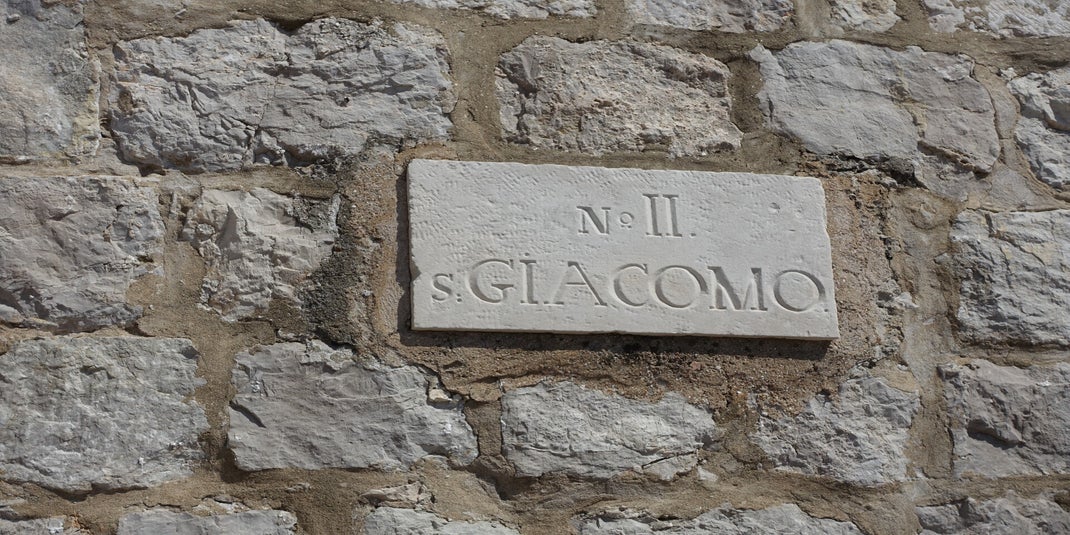 No II.
S: GIACOMO.